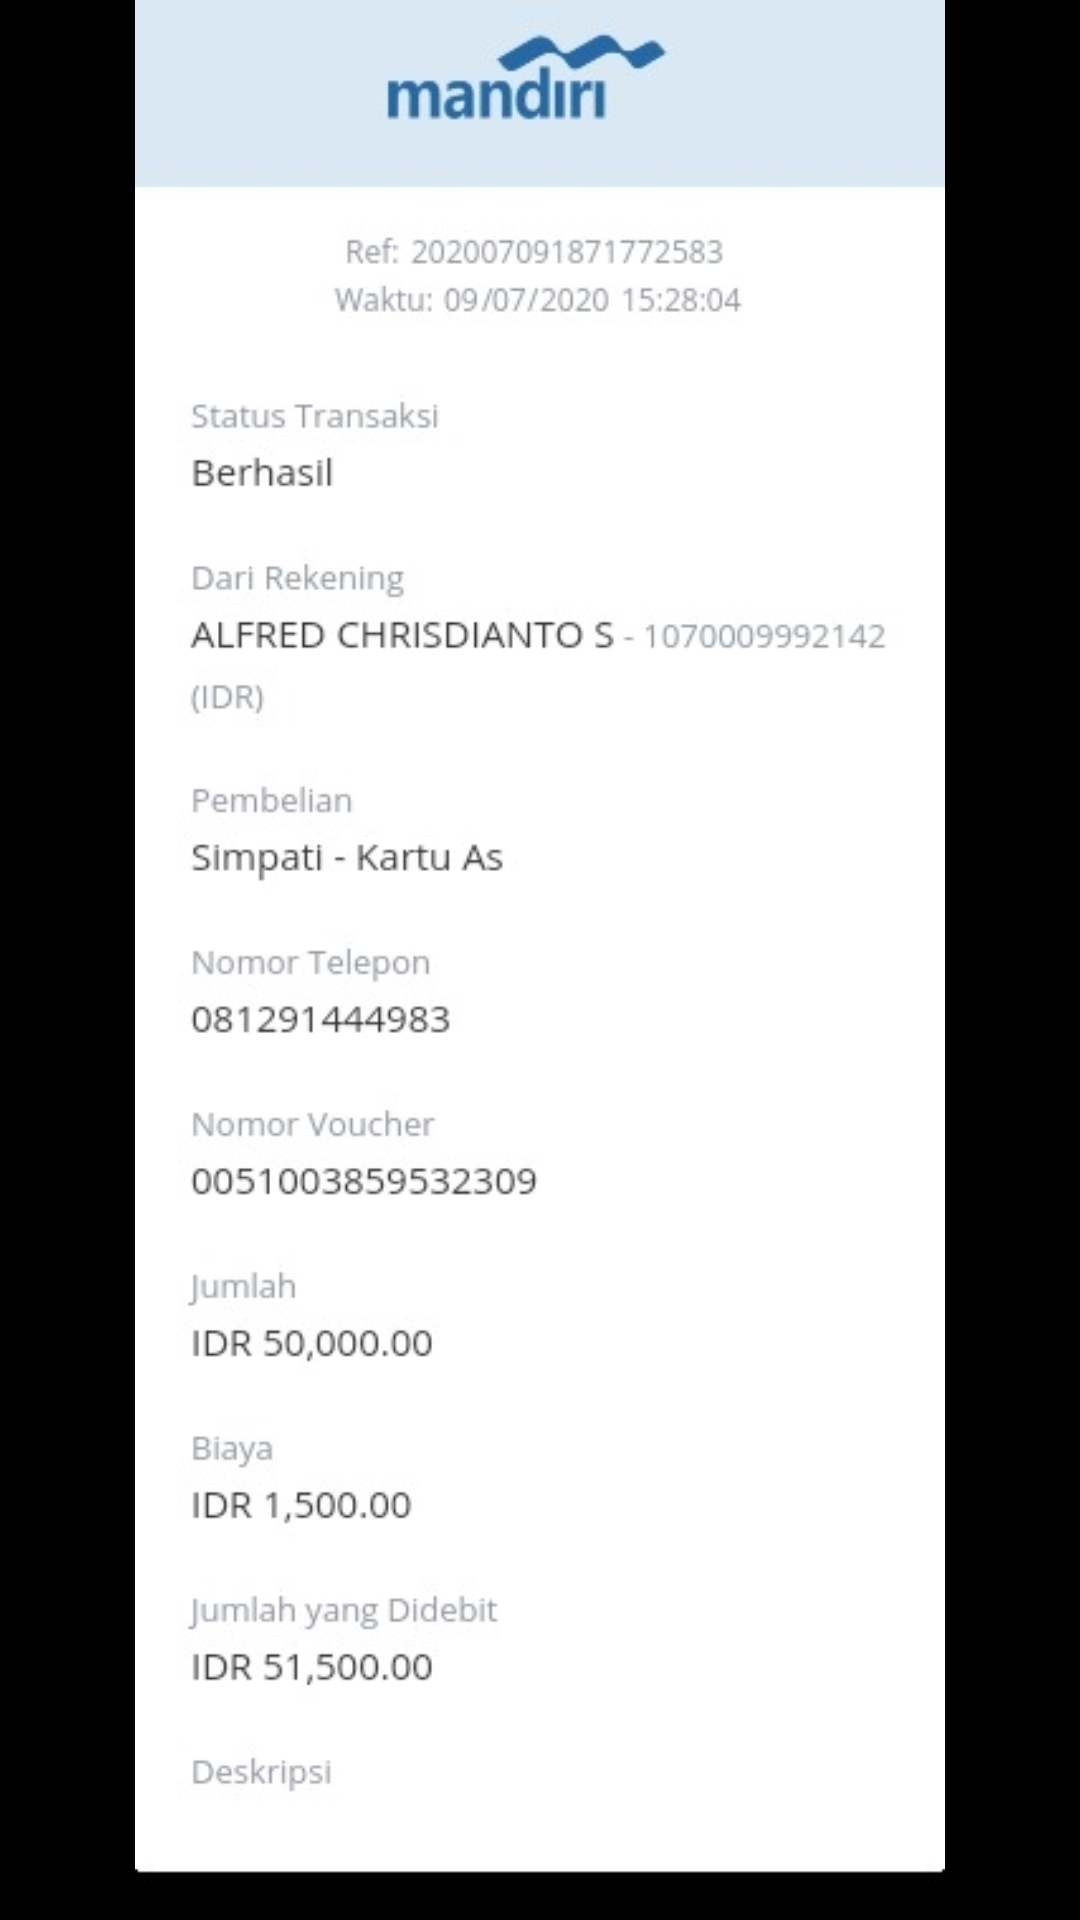 mandiri
Ref: 202007091871772583
Waktu: 09/07/2020 15:28:04
Status Transaksi
Berhasil
Dari Rekening
ALFRED CHRISDIANTO S - 1070009992142
(IDR)
Pembelian
Simpati - Kartu As
Nomor Telepon
081291444983
Nomor Voucher
0051003859532309
Jumlah
IDR 50,000.00
Biaya
IDR 1,500.00
Jumlah yang Didebit
IDR 51,500.00
Deskripsi